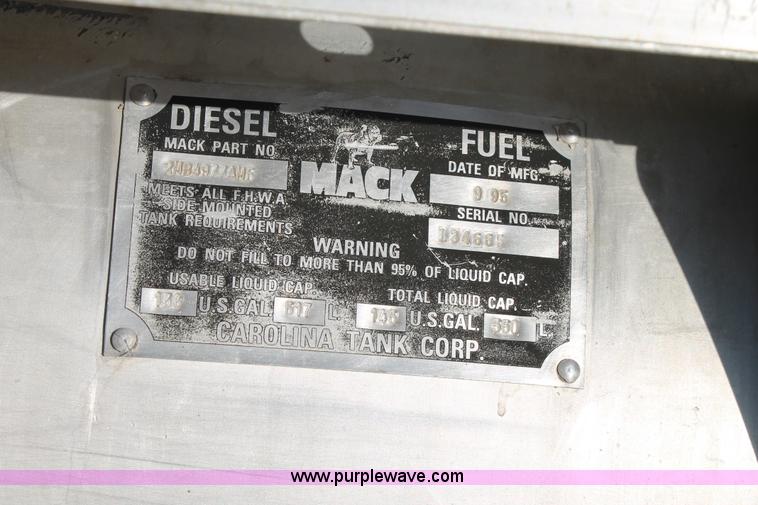 DIESEL FUEL
MACK PART NO.
MACK
DATE OF MFG.
9 95
MEETS ALL F.H.W.A.
SIDE MOUNTED
TANK REQUIREMENTS
SERIAL NO.
WARNING
DO NOT FILL TO MORE THAN 95% OF LIQUID CAP.
USABLE LIQUID CAP. TOTAL LIQUID CAP.
U.S.GAL. L U.S.GAL. L
CAROLINA TANK CORP.
www.purplewave.com